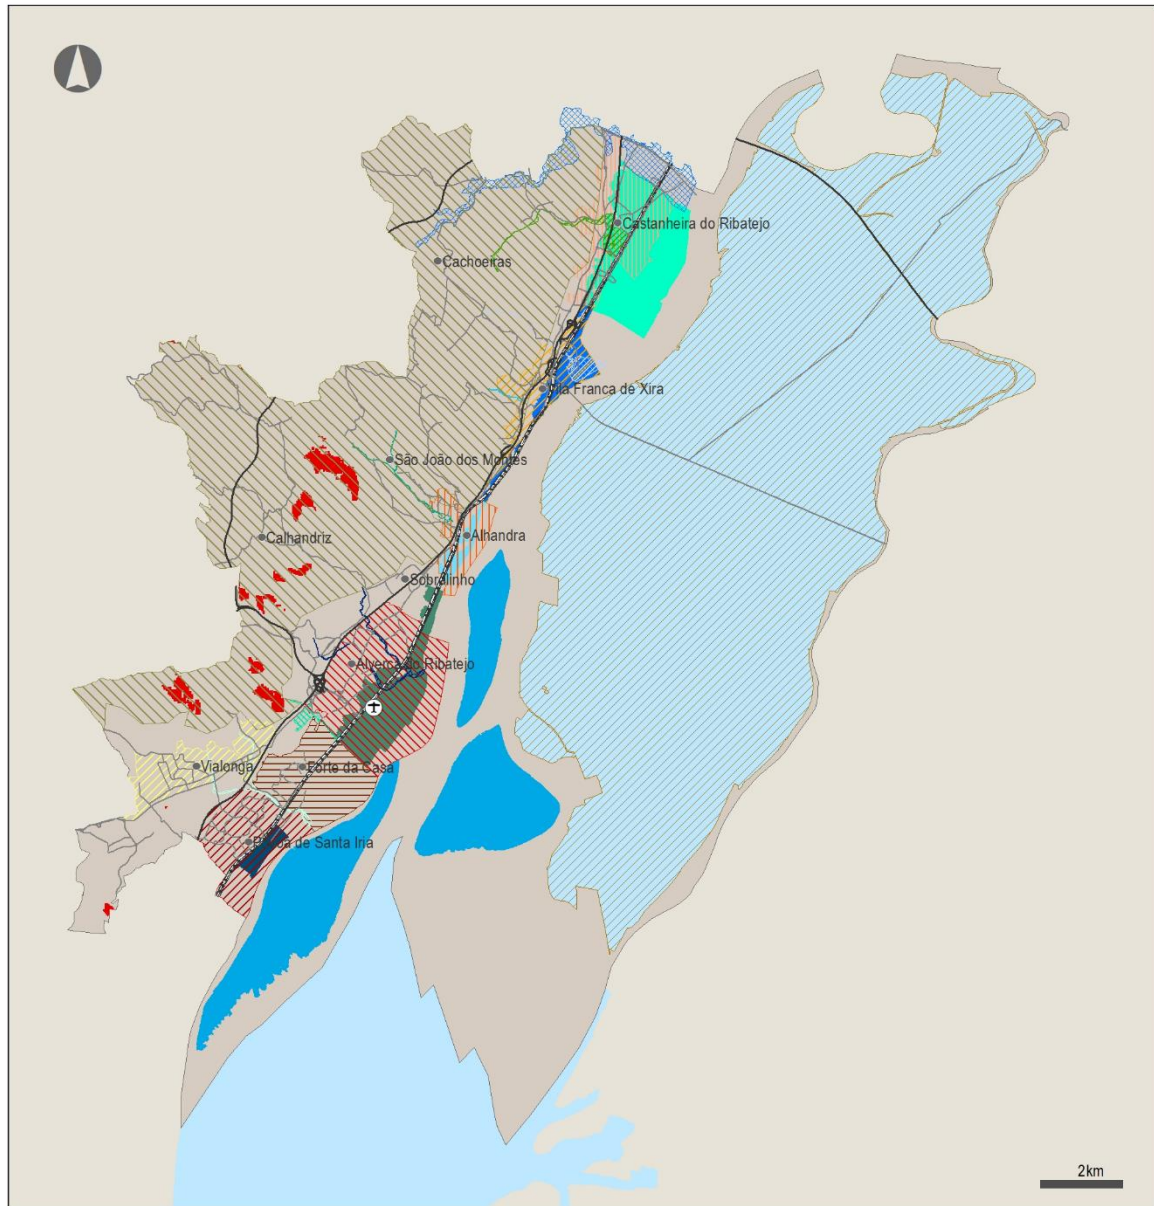 Castanheira do Ribatejo
Cachoeiras
Vila Franca de Xira
São João dos Montes
Alhandra
Calhandriz
Sobralinho
Alverca do Ribatejo
Vialonga
Forte da Casa
Póvoa de Santa Iria
2km